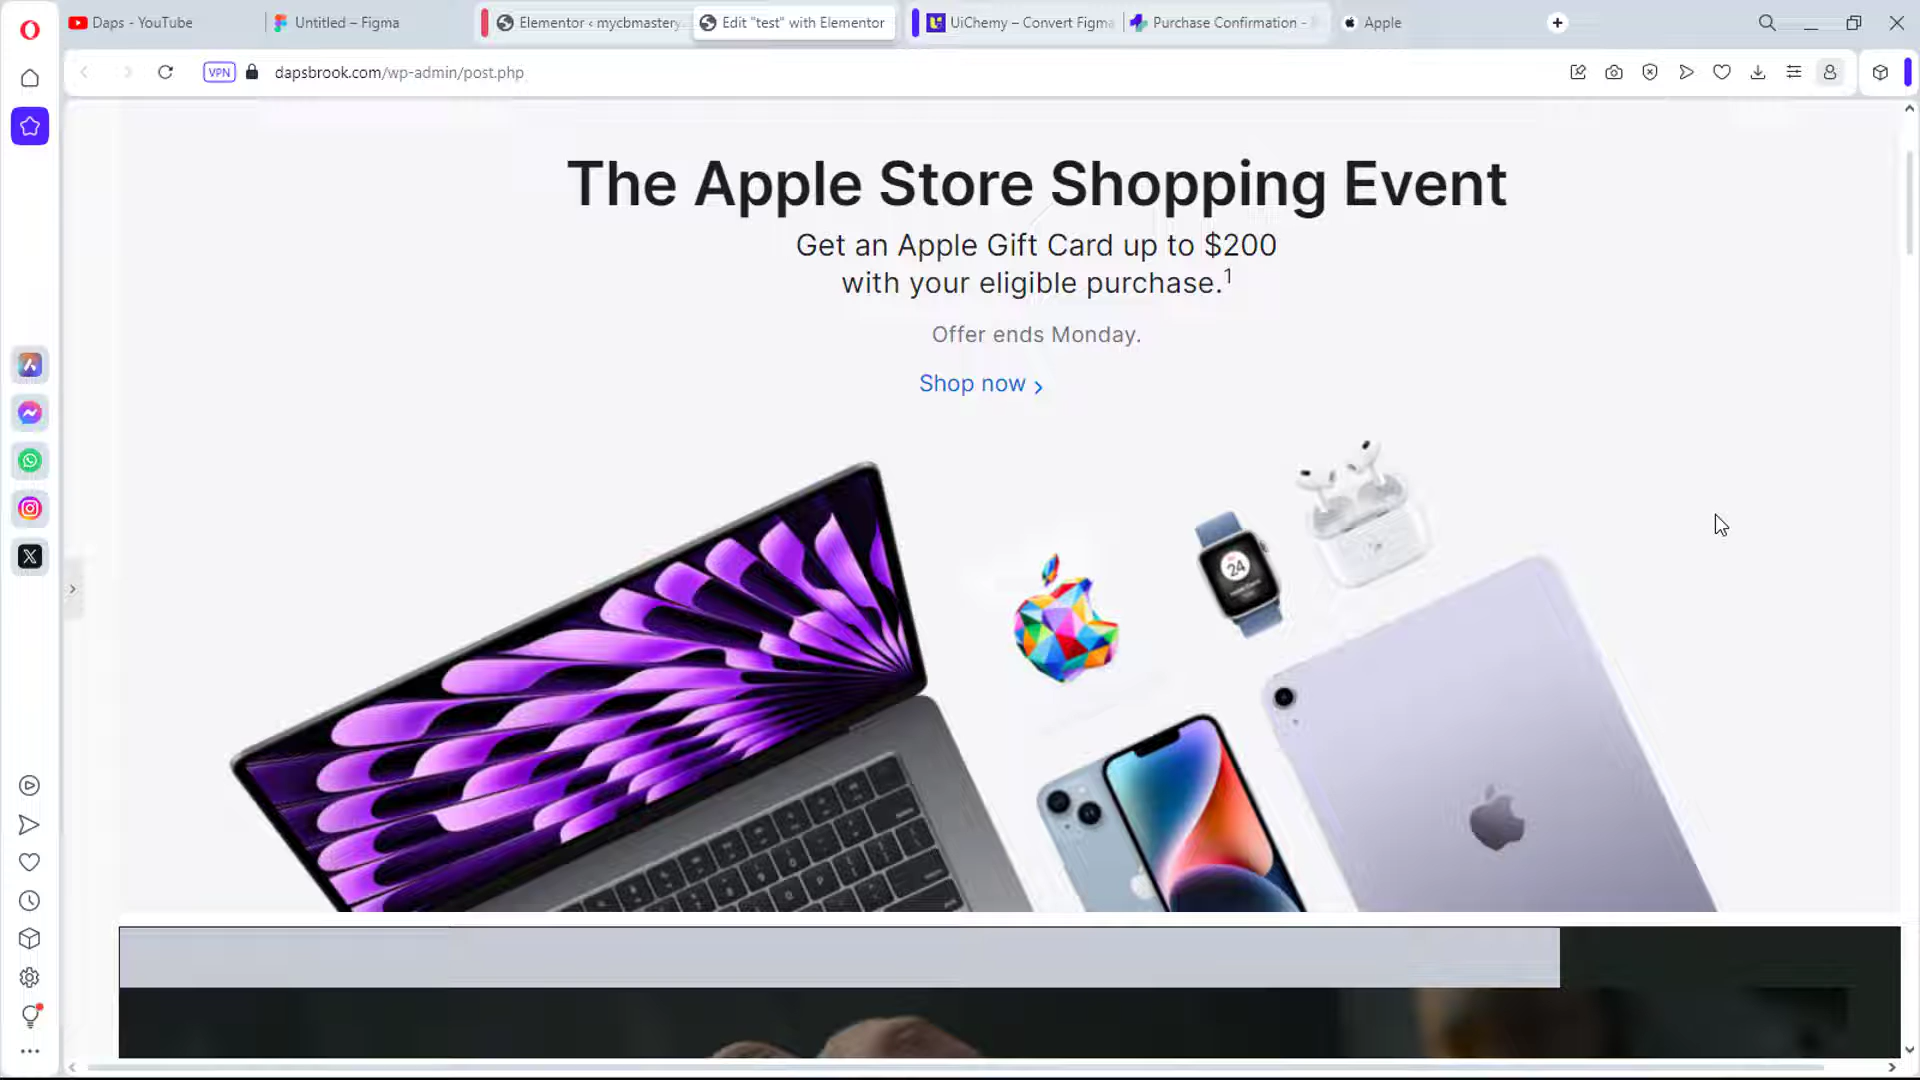 Daps - YouTube
Untitled – Figma
Elementor ‹ mycbmastery
Edit "test" with Elementor
UiChemy – Convert Figma
Purchase Confirmation -
Apple
VPN
dapsbrook.com/wp-admin/post.php
The Apple Store Shopping Event
Get an Apple Gift Card up to $200
with your eligible purchase.¹
Offer ends Monday.
Shop now
24